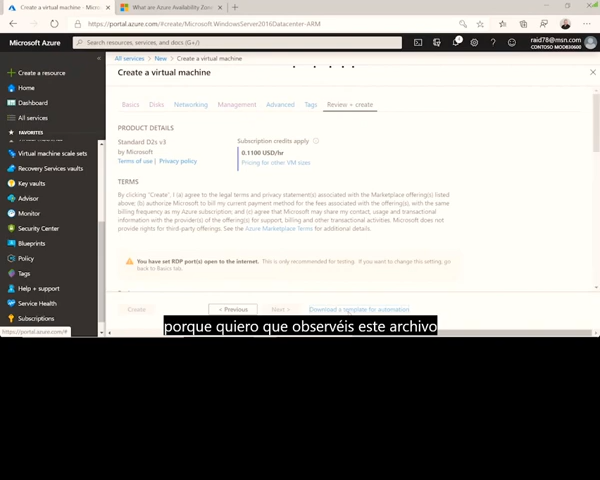 Create a virtual machine - Micros
What are Azure Availability Zone
https://portal.azure.com/#create/Microsoft.WindowsServer2016Datacenter-ARM
Microsoft Azure
Search resources, services, and docs (G+/)
raid78@msn.com
All services > New > Create a virtual machine
Create a virtual machine
Create a resource
Home
Dashboard
All services
FAVORITES
Virtual machine scale sets
Recovery Services vaults
Key vaults
Advisor
Monitor
Security Center
Blueprints
Policy
Tags
Help + support
Service Health
Subscriptions
https://portal.azure.com/#
Basics Disks Networking Management Advanced Tags Review + create
PRODUCT DETAILS
Standard D2s v3
by Microsoft
Terms of use | Privacy policy
Subscription credits apply
0.1100 USD/hr
Pricing for other VM sizes
TERMS
By clicking "Create", I (a) agree to the legal terms and privacy statement(s) associated with the Marketplace offering(s) listed
above; (b) authorize Microsoft to bill my current payment method for the fees associated with the offering(s), with the same
billing frequency as my Azure subscription; and (c) agree that Microsoft may share my contact, usage and transactional
information with the provider(s) of the offering(s) for support, billing and other transactional activities. Microsoft does not
provide rights for third-party offerings. See the Azure Marketplace Terms for additional details.
You have set RDP port(s) open to the internet. This is only recommended for testing. If you want to change this setting, go
back to Basics tab.
Create
< Previous
Next >
Download a template for automation
porque quiero que observéis este archivo